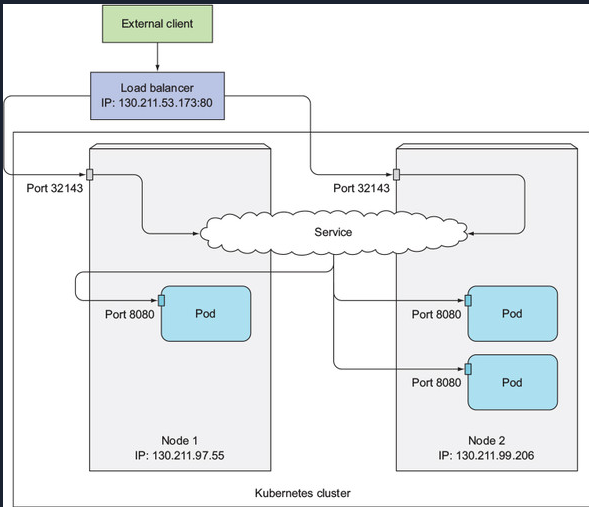 External client
Load balancer
IP: 130.211.53.173:80
Port 32143
Port 32143
Service
Port 8080
Pod
Port 8080
Pod
Port 8080
Pod
Node 1
IP: 130.211.97.55
Node 2
IP: 130.211.99.206
Kubernetes cluster